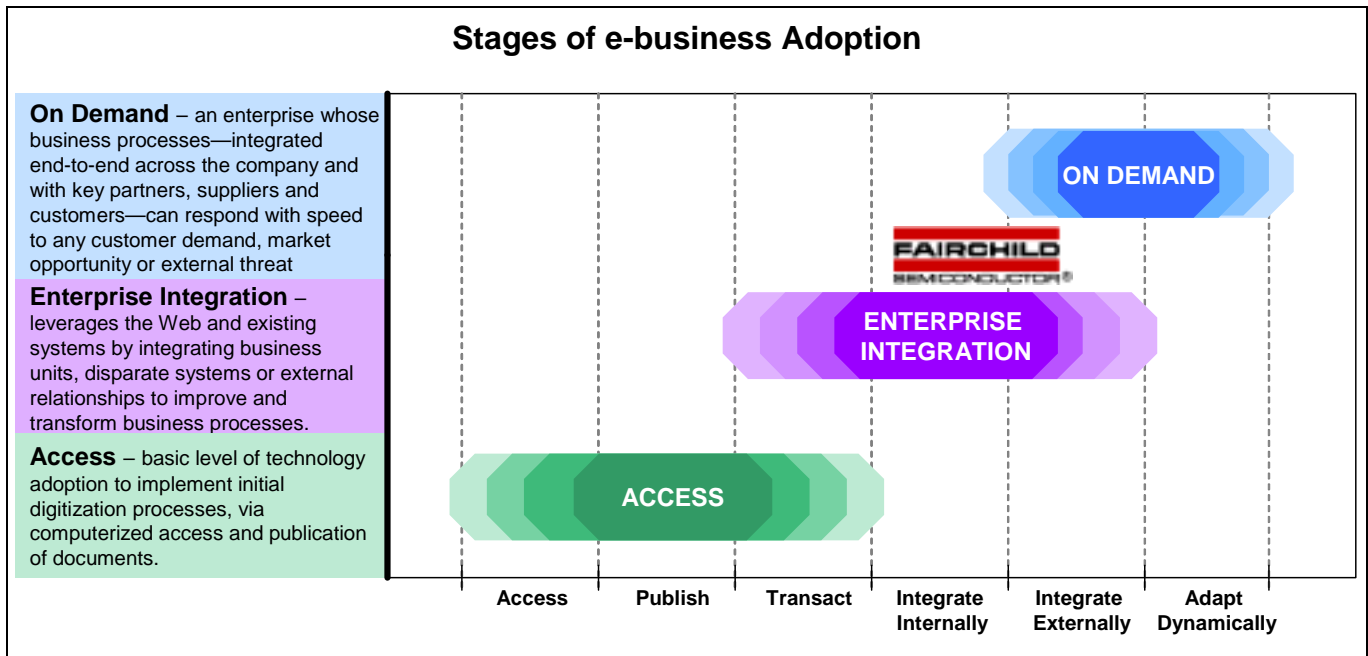 Stages of e-business Adoption
On Demand – an enterprise whose
business processes—integrated
end-to-end across the company and
with key partners, suppliers and
customers—can respond with speed
to any customer demand, market
opportunity or external threat
Enterprise Integration –
leverages the Web and existing
systems by integrating business
units, disparate systems or external
relationships to improve and
transform business processes.
Access – basic level of technology
adoption to implement initial
digitization processes, via
computerized access and publication
of documents.
ON DEMAND
FAIRCHILD
SEMICONDUCTOR®
ENTERPRISE
INTEGRATION
ACCESS
Access
Publish
Transact
Integrate
Internally
Integrate
Externally
Adapt
Dynamically